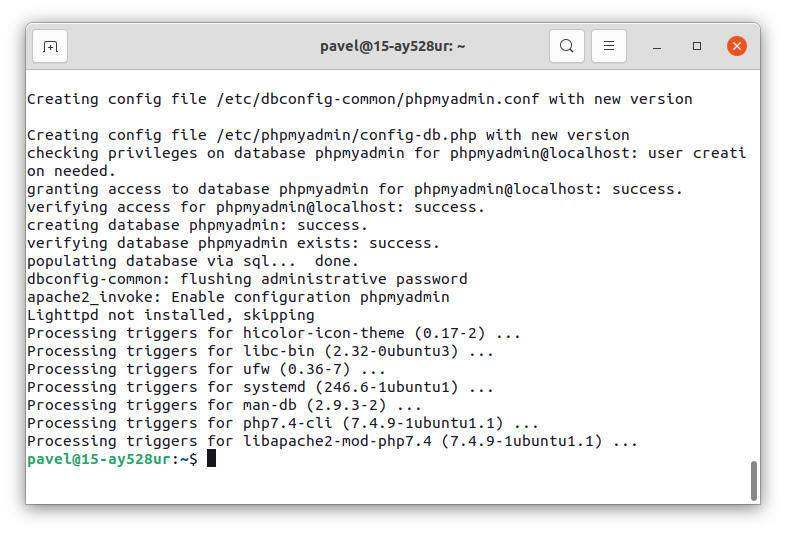 pavel@15-ay528ur: ~
Creating config file /etc/dbconfig-common/phpmyadmin.conf with new version
Creating config file /etc/phpmyadmin/config-db.php with new version
checking privileges on database phpmyadmin for phpmyadmin@localhost: user creati
on needed.
granting access to database phpmyadmin for phpmyadmin@localhost: success.
verifying access for phpmyadmin@localhost: success.
creating database phpmyadmin: success.
verifying database phpmyadmin exists: success.
populating database via sql...  done.
dbconfig-common: flushing administrative password
apache2_invoke: Enable configuration phpmyadmin
Lighttpd not installed, skipping
Processing triggers for hicolor-icon-theme (0.17-2) ...
Processing triggers for libc-bin (2.32-0ubuntu3) ...
Processing triggers for ufw (0.36-7) ...
Processing triggers for systemd (246.6-1ubuntu1) ...
Processing triggers for man-db (2.9.3-2) ...
Processing triggers for php7.4-cli (7.4.9-1ubuntu1.1) ...
Processing triggers for libapache2-mod-php7.4 (7.4.9-1ubuntu1.1) ...
pavel@15-ay528ur:~$